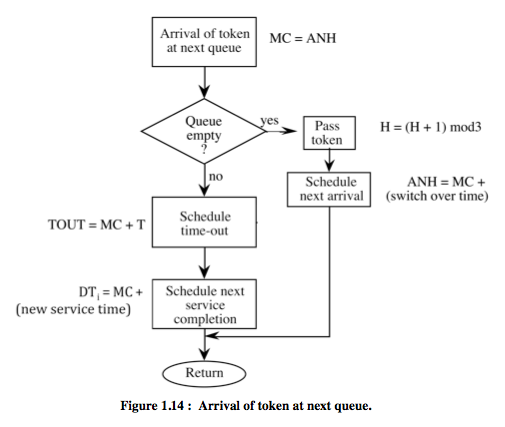 Arrival of token
at next queue
MC = ANH
Queue
empty
?
yes
Pass
token
H = (H + 1) mod3
no
Schedule
next arrival
ANH = MC +
(switch over time)
TOUT = MC + T
Schedule
time-out
DTi = MC +
(new service time)
Schedule next
service
completion
Return
Figure 1.14 : Arrival of token at next queue.